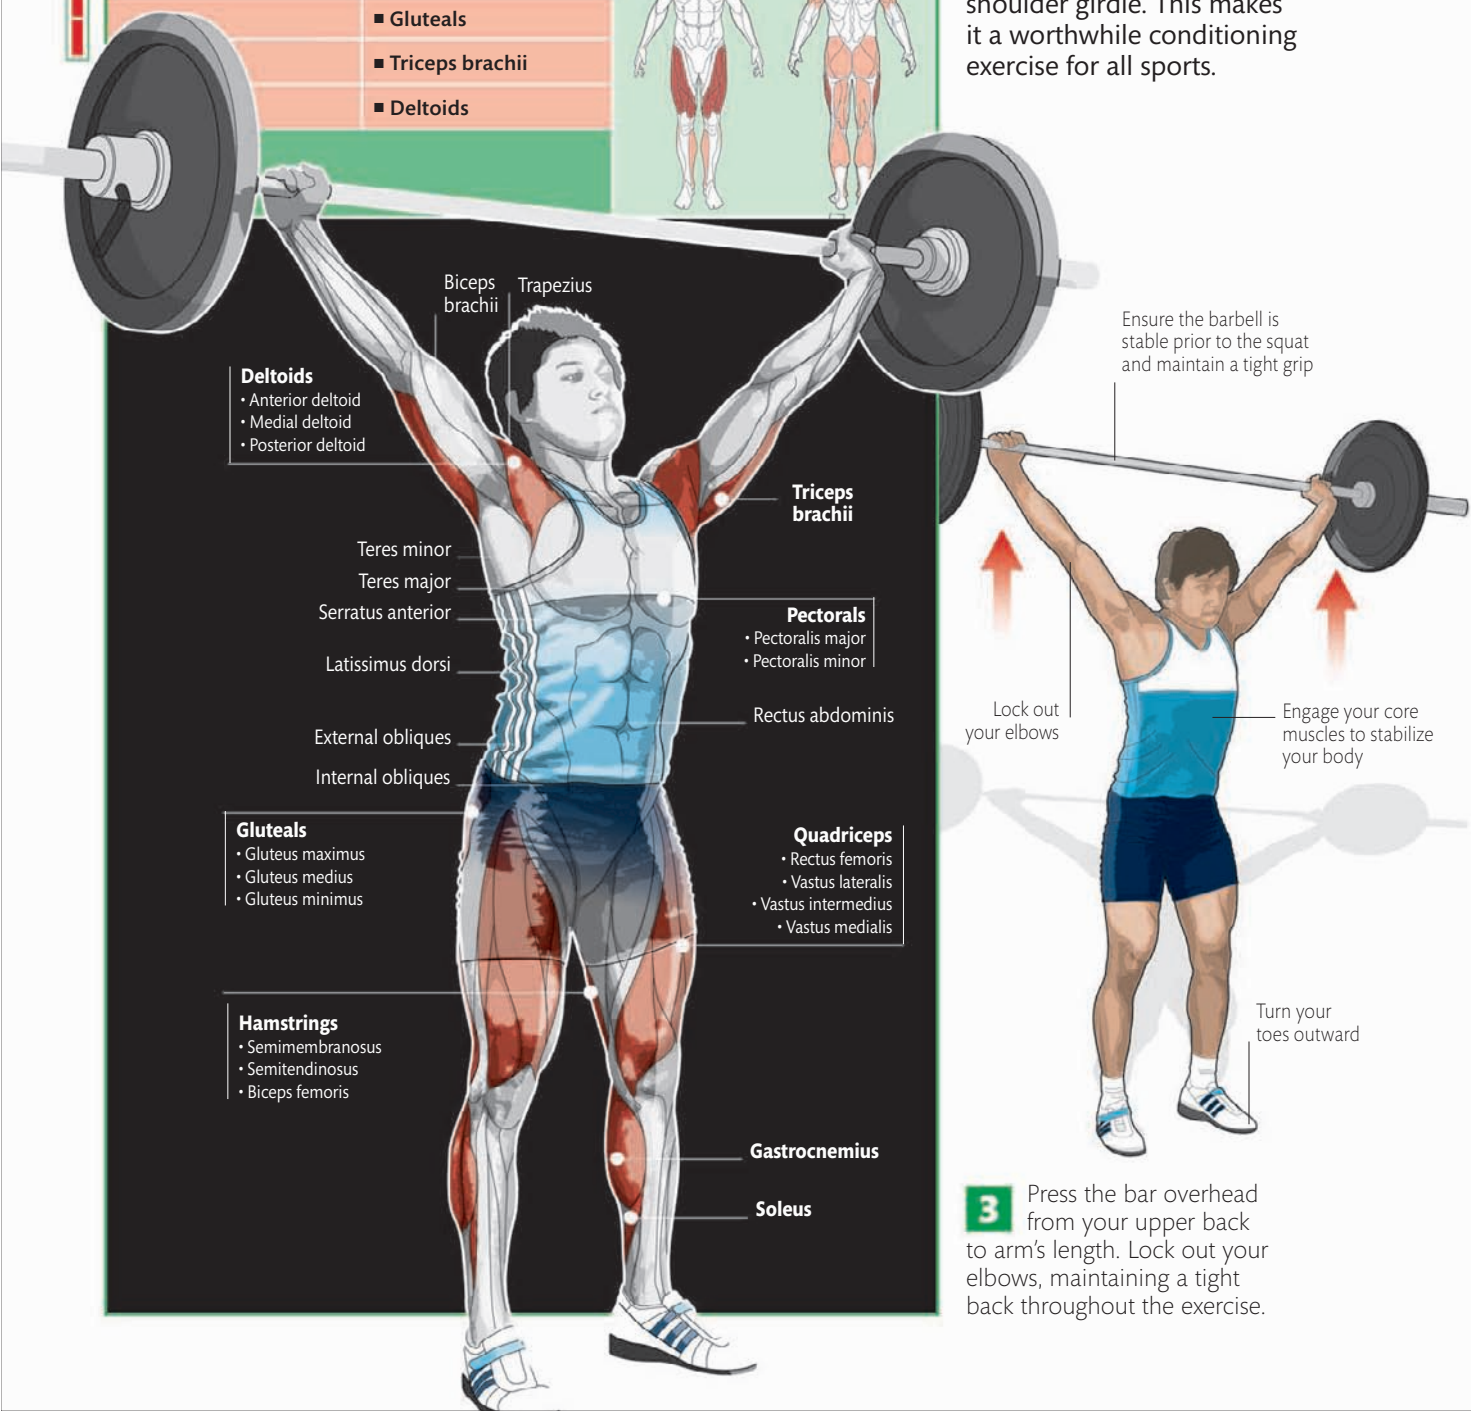 shoulder girdle. This makes
it a worthwhile conditioning
exercise for all sports.
▪ Gluteals
▪ Triceps brachii
▪ Deltoids
Biceps
brachii
Trapezius
Deltoids
• Anterior deltoid
• Medial deltoid
• Posterior deltoid
Triceps
brachii
Teres minor
Teres major
Serratus anterior
Latissimus dorsi
External obliques
Internal obliques
Pectorals
• Pectoralis major
• Pectoralis minor
Rectus abdominis
Gluteals
• Gluteus maximus
• Gluteus medius
• Gluteus minimus
Quadriceps
• Rectus femoris
• Vastus lateralis
• Vastus intermedius
• Vastus medialis
Hamstrings
• Semimembranosus
• Semitendinosus
• Biceps femoris
Gastrocnemius
Soleus
Ensure the barbell is
stable prior to the squat
and maintain a tight grip
Lock out
your elbows
Engage your core
muscles to stabilize
your body
Turn your
toes outward
3 Press the bar overhead
from your upper back
to arm's length. Lock out your
elbows, maintaining a tight
back throughout the exercise.